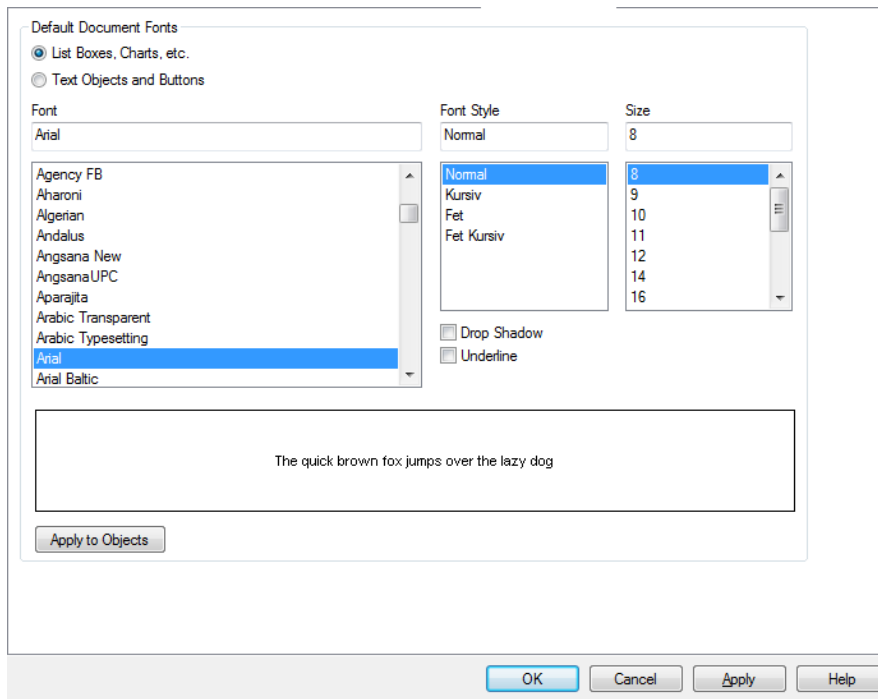 Default Document Fonts
List Boxes, Charts, etc.
Text Objects and Buttons
Font
Font Style
Size
Arial
Normal
8
Agency FB
Aharoni
Algerian
Andalus
Angsana New
AngsanaUPC
Aparajita
Arabic Transparent
Arabic Typesetting
Arial
Arial Baltic
Normal
Kursiv
Fet
Fet Kursiv
8
9
10
11
12
14
16
Drop Shadow
Underline
The quick brown fox jumps over the lazy dog
Apply to Objects
OK
Cancel
Apply
Help